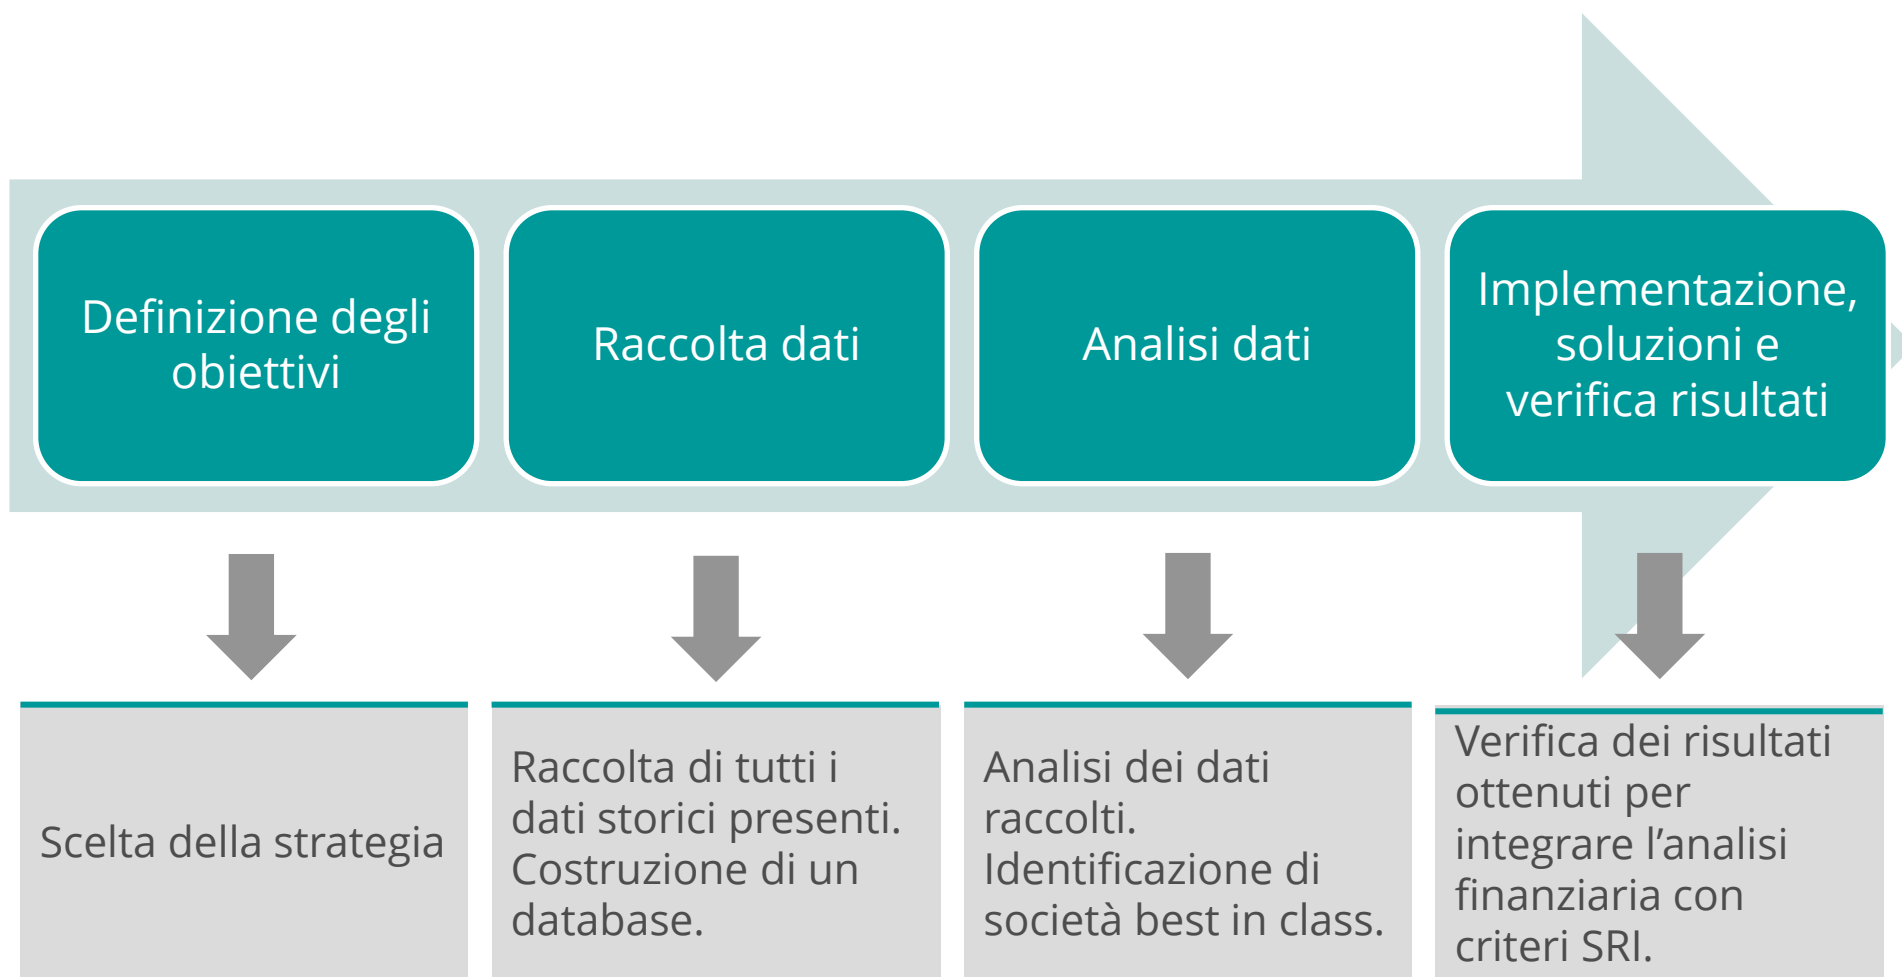 Definizione degli
obiettivi
Raccolta dati
Analisi dati
Implementazione,
soluzioni e
verifica risultati
Scelta della strategia
Raccolta di tutti i
dati storici presenti.
Costruzione di un
database.
Analisi dei dati
raccolti.
Identificazione di
società best in class.
Verifica dei risultati
ottenuti per
integrare l’analisi
finanziaria con
criteri SRI.